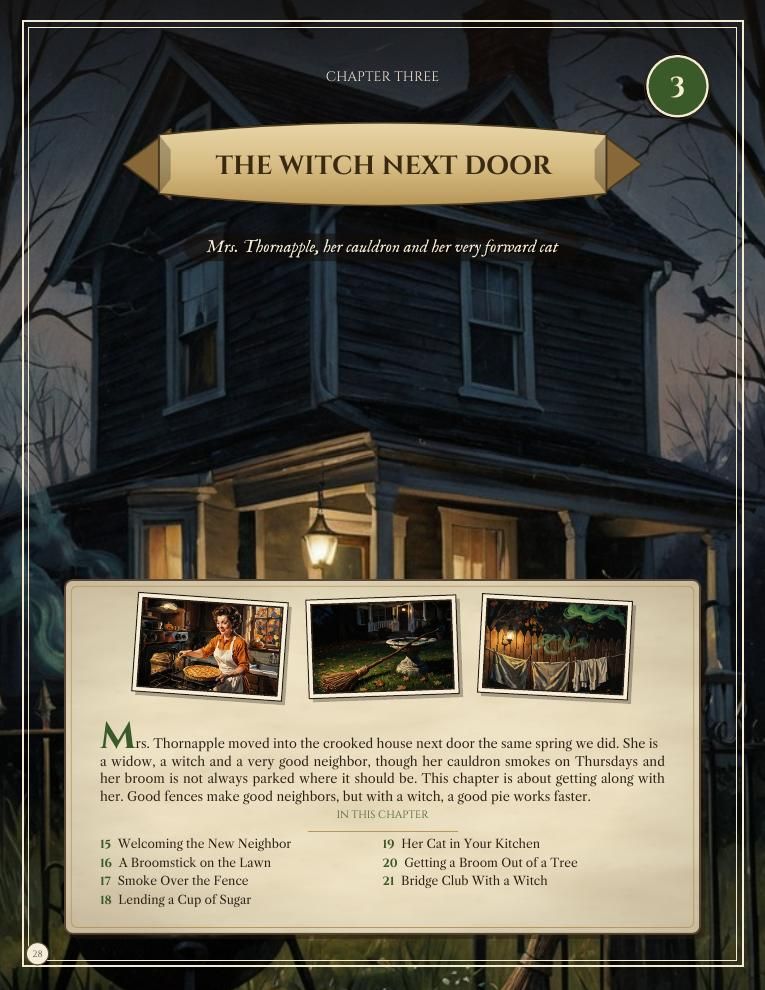 CHAPTER THREE
3
THE WITCH NEXT DOOR
Mrs. Thornapple, her cauldron and her very forward cat
Mrs. Thornapple moved into the crooked house next door the same spring we did. She is
a widow, a witch and a very good neighbor, though her cauldron smokes on Thursdays and
her broom is not always parked where it should be. This chapter is about getting along with
her. Good fences make good neighbors, but with a witch, a good pie works faster.
IN THIS CHAPTER
15 Welcoming the New Neighbor
16 A Broomstick on the Lawn
17 Smoke Over the Fence
18 Lending a Cup of Sugar
19 Her Cat in Your Kitchen
20 Getting a Broom Out of a Tree
21 Bridge Club With a Witch
28